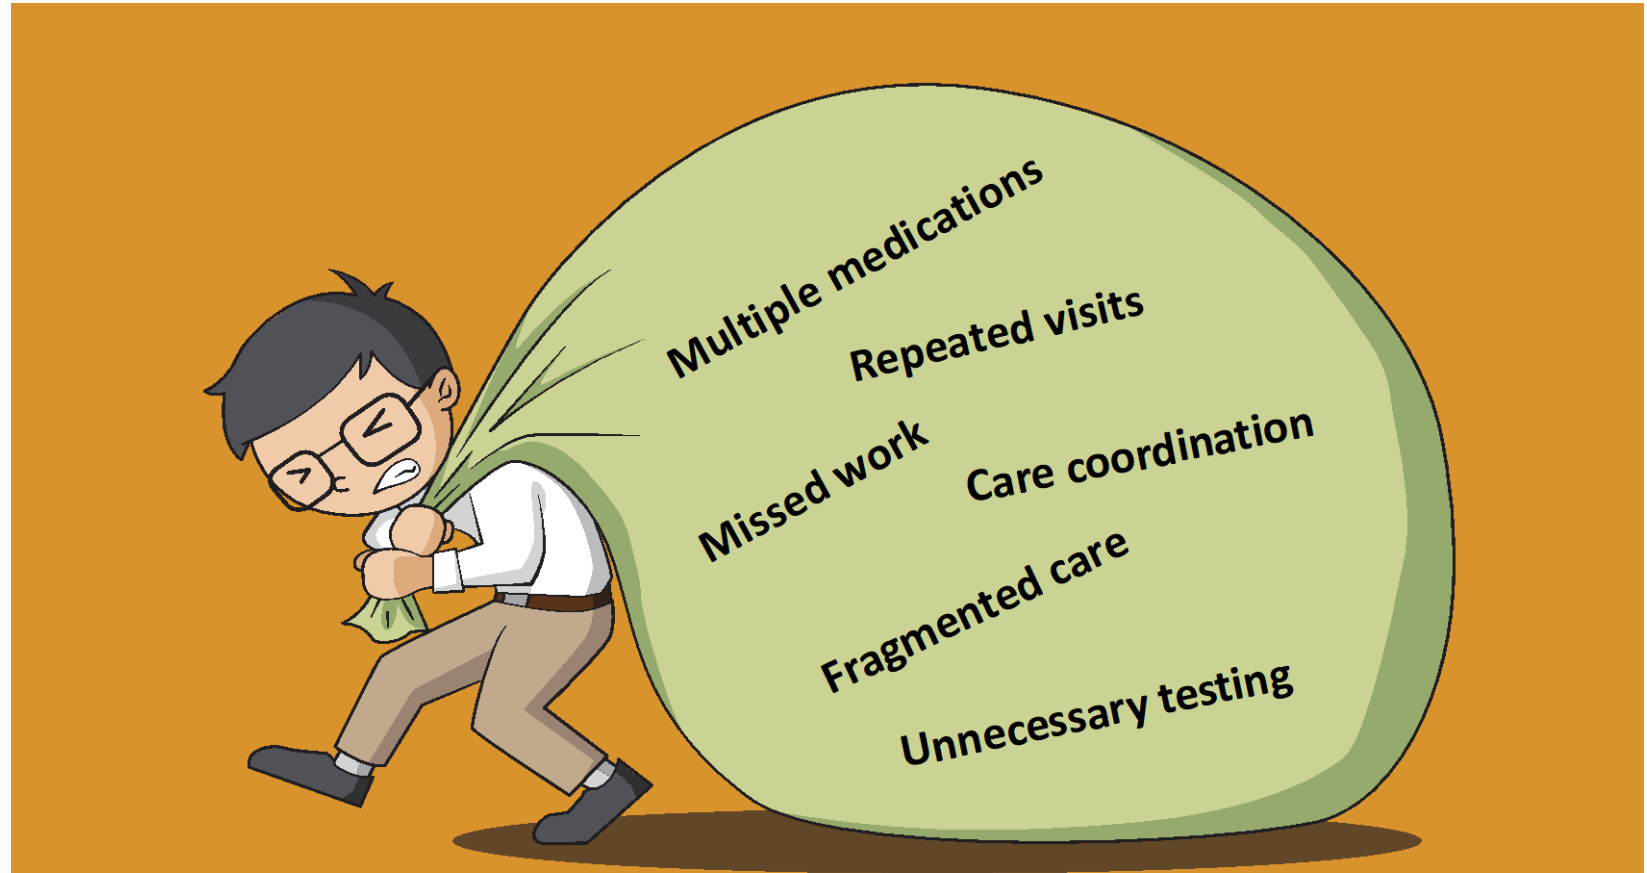 Multiple medications
Repeated visits
Missed work
Care coordination
Fragmented care
Unnecessary testing